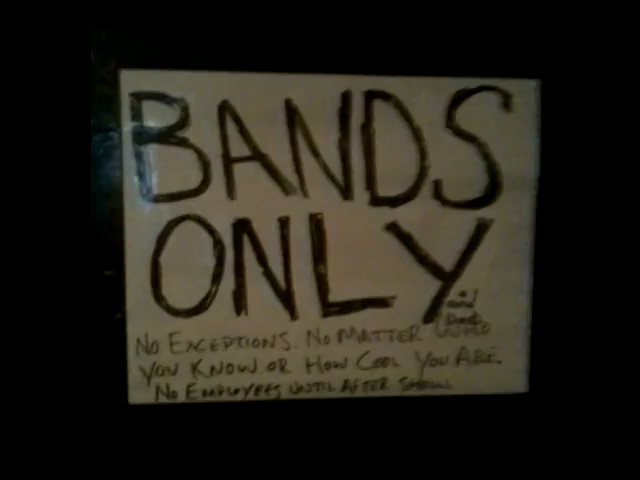 BANDS
ONLY
NO EXCEPTIONS. NO MATTER WHO
YOU KNOW OR HOW COOL YOU ARE.
NO EMPLOYEES UNTIL AFTER SHOW